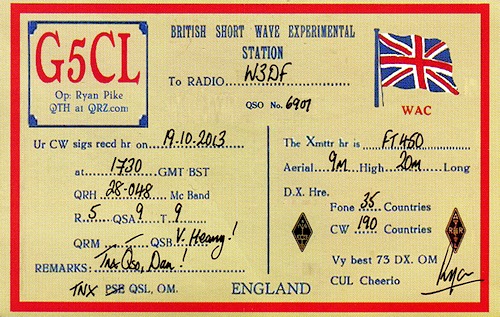 G5CL
Op: Ryan Pike
QTH at QRZ.com
BRITISH SHORT WAVE EXPERIMENTAL
STATION
To RADIO W3DF
QSO No. 6907
WAC
Ur CW sigs recd hr on 19-10-2013
at 1730 GMT BST
QRH 28-048 Mc Band
R. 5 QSA 9 T. 9
QRM - QSB V. Heavy!
REMARKS: Tnx Qso, Dan!
TNX PSE QSL, OM.
The Xmttr hr is FT450
Aerial 9M High 20m Long
D.X. Hre.
Fone 35 Countries
CW 190 Countries
Vy best 73 DX. OM
CUL Cheerio
Ryan
ENGLAND